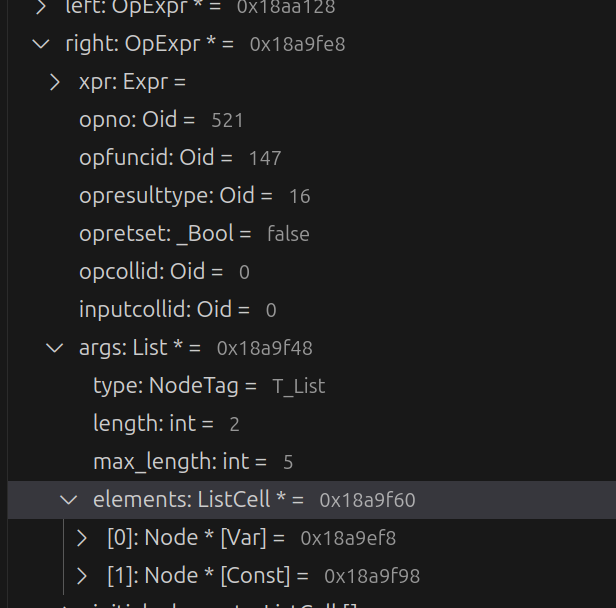 left: OpExpr * = 0x18aa128
right: OpExpr * = 0x18a9fe8
xpr: Expr =
opno: Oid = 521
opfuncid: Oid = 147
opresulttype: Oid = 16
opretset: _Bool = false
opcollid: Oid = 0
inputcollid: Oid = 0
args: List * = 0x18a9f48
type: NodeTag = T_List
length: int = 2
max_length: int = 5
elements: ListCell * = 0x18a9f60
[0]: Node * [Var] = 0x18a9ef8
[1]: Node * [Const] = 0x18a9f98